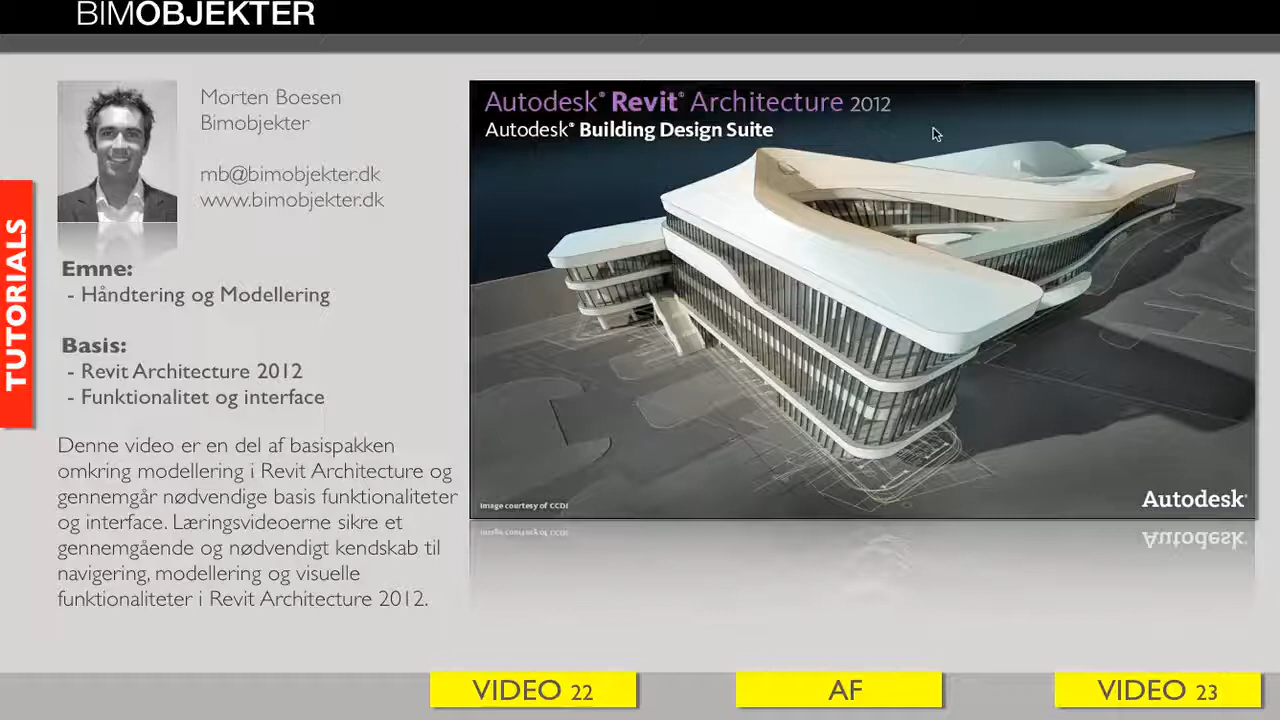 BIMOBJEKTER
Morten Boesen
Bimobjekter
mb@bimobjekter.dk
www.bimobjekter.dk
TUTORIALS
Emne:
- Håndtering og Modellering
Basis:
- Revit Architecture 2012
- Funktionalitet og interface
Denne video er en del af basispakken
omkring modellering i Revit Architecture og
gennemgår nødvendige basis funktionaliteter
og interface. Læringsvideoerne sikre et
gennemgående og nødvendigt kendskab til
navigering, modellering og visuelle
funktionaliteter i Revit Architecture 2012.
Autodesk® Revit® Architecture 2012
Autodesk® Building Design Suite
Image courtesy of CCDI
Autodesk®
VIDEO 22
AF
VIDEO 23